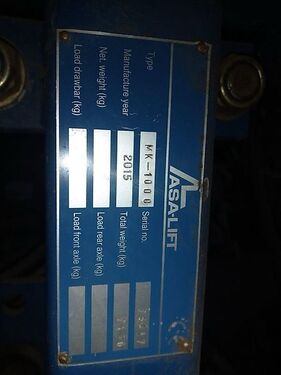 ASA-LIFT
Type MK-1000 Serial no.
Manufacture year 2015 Total weight (kg)
Net. weight (kg) Load rear axle (kg)
Load drawbar (kg) Load front axle (kg)
CE